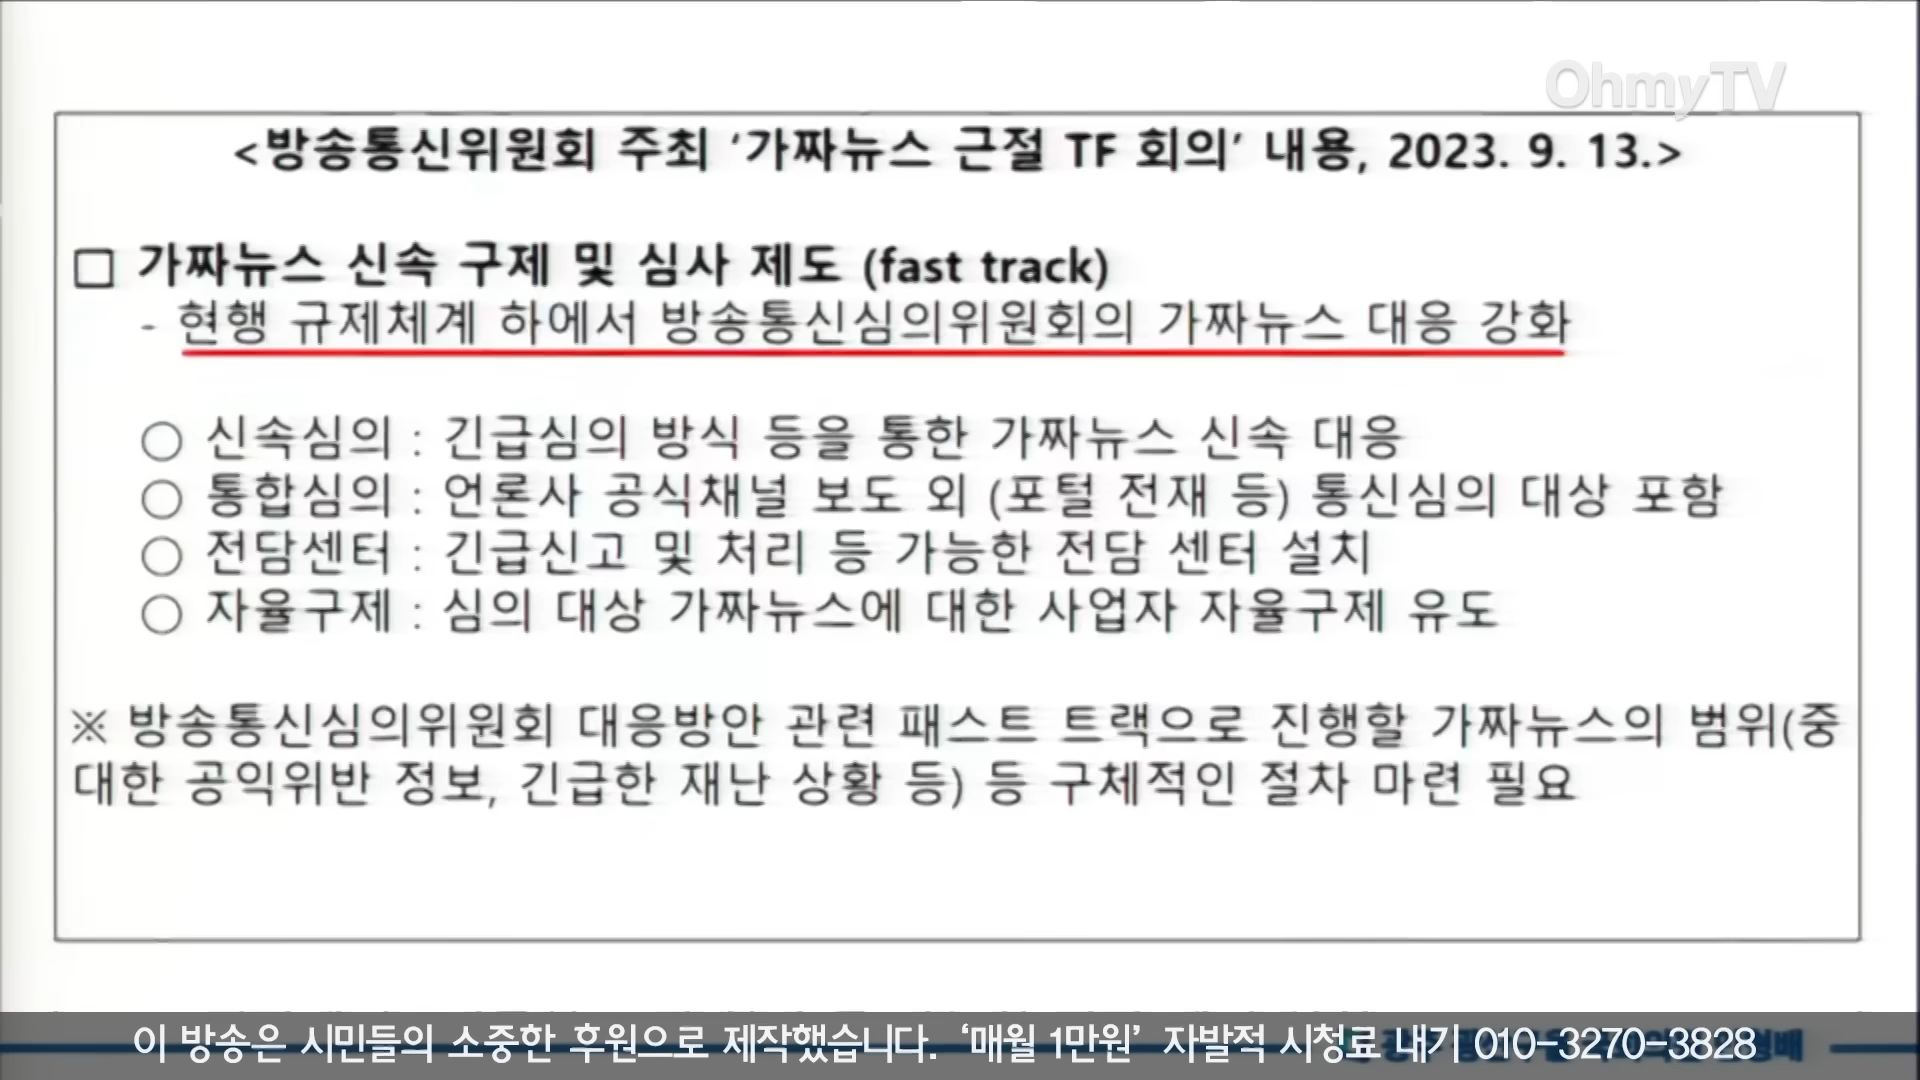 OhmyTV
<방송통신위원회 주최 ‘가짜뉴스 근절 TF 회의’ 내용, 2023. 9. 13.>
□ 가짜뉴스 신속 구제 및 심사 제도 (fast track)
- 현행 규제체계 하에서 방송통신심의위원회의 가짜뉴스 대응 강화
○ 신속심의 : 긴급심의 방식 등을 통한 가짜뉴스 신속 대응
○ 통합심의 : 언론사 공식채널 보도 외 (포털 전재 등) 통신심의 대상 포함
○ 전담센터 : 긴급신고 및 처리 등 가능한 전담 센터 설치
○ 자율구제 : 심의 대상 가짜뉴스에 대한 사업자 자율구제 유도
※ 방송통신심의위원회 대응방안 관련 패스트 트랙으로 진행할 가짜뉴스의 범위(중
대한 공익위반 정보, 긴급한 재난 상황 등) 등 구체적인 절차 마련 필요
이 방송은 시민들의 소중한 후원으로 제작했습니다. ‘매월 1만원’ 자발적 시청료 내기 010-3270-3828